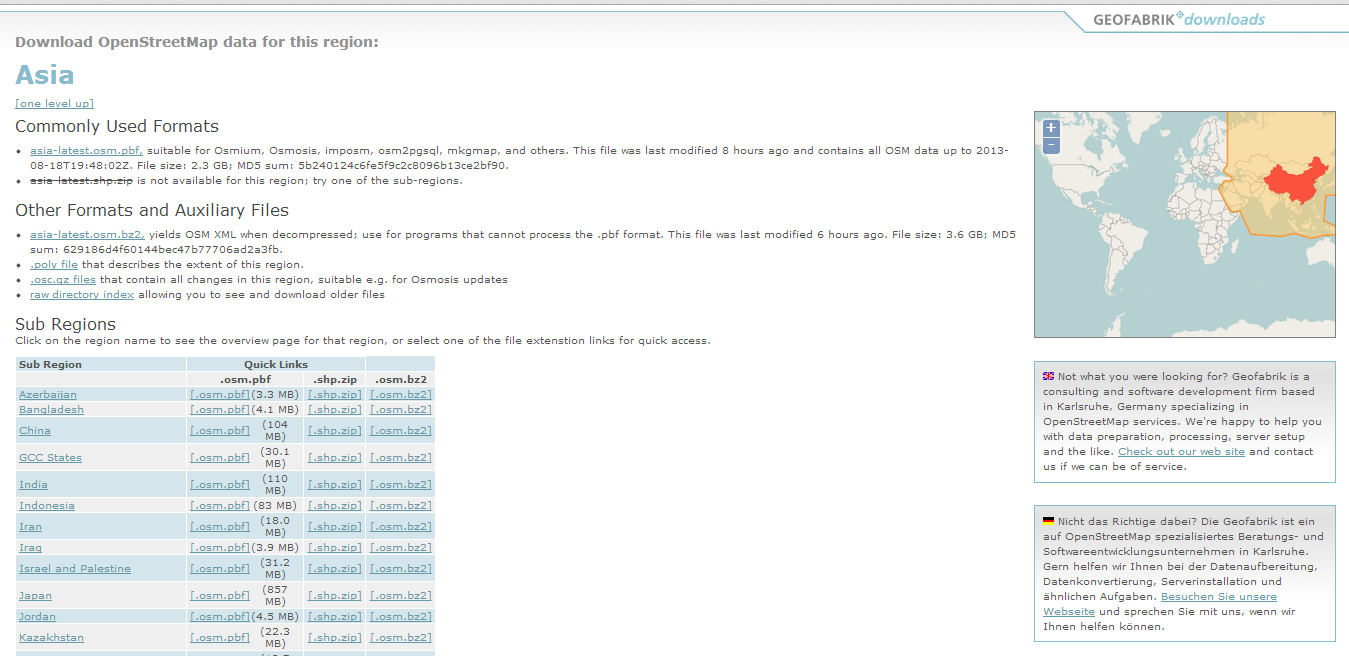 GEOFABRIK downloads
Download OpenStreetMap data for this region:
Asia
[one level up]
Commonly Used Formats
• asia-latest.osm.pbf, suitable for Osmium, Osmosis, imposm, osm2pgsql, mkgmap, and others. This file was last modified 8 hours ago and contains all OSM data up to 2013-
08-18T19:48:02Z. File size: 2.3 GB; MD5 sum: 5b240124c6fe5f9c2c8096b13ce2bf90.
• asia-latest.shp.zip is not available for this region; try one of the sub-regions.
Other Formats and Auxiliary Files
• asia-latest.osm.bz2, yields OSM XML when decompressed; use for programs that cannot process the .pbf format. This file was last modified 6 hours ago. File size: 3.6 GB; MD5
sum: 629186d4f60144bec47b77706ad2a3fb.
• .poly file that describes the extent of this region.
• .osc.gz files that contain all changes in this region, suitable e.g. for Osmosis updates
• raw directory index allowing you to see and download older files
Sub Regions
Click on the region name to see the overview page for that region, or select one of the file extenstion links for quick access.
Sub Region Quick Links
.osm.pbf .shp.zip .osm.bz2
Azerbaijan [.osm.pbf] (3.3 MB) [.shp.zip] [.osm.bz2]
Bangladesh [.osm.pbf] (4.1 MB) [.shp.zip] [.osm.bz2]
China [.osm.pbf] (104 MB) [.shp.zip] [.osm.bz2]
GCC States [.osm.pbf] (30.1 MB) [.shp.zip] [.osm.bz2]
India [.osm.pbf] (110 MB) [.shp.zip] [.osm.bz2]
Indonesia [.osm.pbf] (83 MB) [.shp.zip] [.osm.bz2]
Iran [.osm.pbf] (18.0 MB) [.shp.zip] [.osm.bz2]
Iraq [.osm.pbf] (3.9 MB) [.shp.zip] [.osm.bz2]
Israel and Palestine [.osm.pbf] (31.2 MB) [.shp.zip] [.osm.bz2]
Japan [.osm.pbf] (857 MB) [.shp.zip] [.osm.bz2]
Jordan [.osm.pbf] (4.5 MB) [.shp.zip] [.osm.bz2]
Kazakhstan [.osm.pbf] (22.3 MB) [.shp.zip] [.osm.bz2]
+
−
Not what you were looking for? Geofabrik is a
consulting and software development firm based
in Karlsruhe, Germany specializing in
OpenStreetMap services. We're happy to help you
with data preparation, processing, server setup
and the like. Check out our web site and contact
us if we can be of service.
Nicht das Richtige dabei? Die Geofabrik ist ein
auf OpenStreetMap spezialisiertes Beratungs- und
Softwareentwicklungsunternehmen in Karlsruhe.
Gern helfen wir Ihnen bei der Datenaufbereitung,
Datenkonvertierung, Serverinstallation und
ähnlichen Aufgaben. Besuchen Sie unsere
Webseite und sprechen Sie mit uns, wenn wir
Ihnen helfen können.